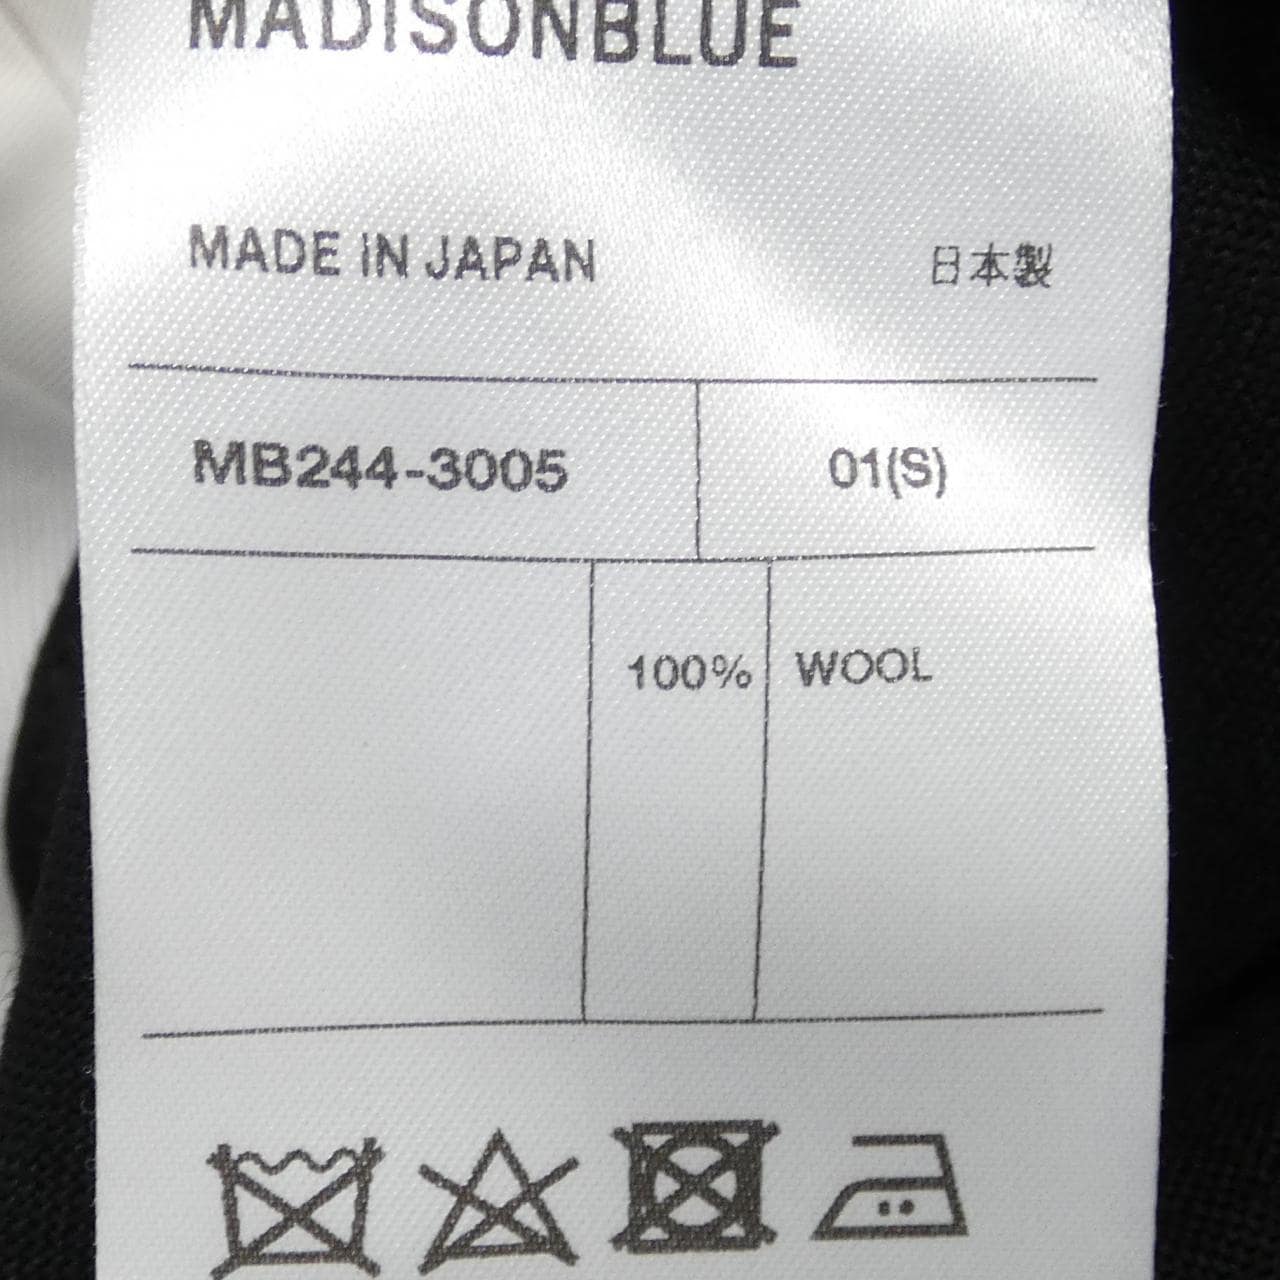 MADISONBLUE
MADE IN JAPAN 日本製
MB244-3005 01(S)
100% WOOL